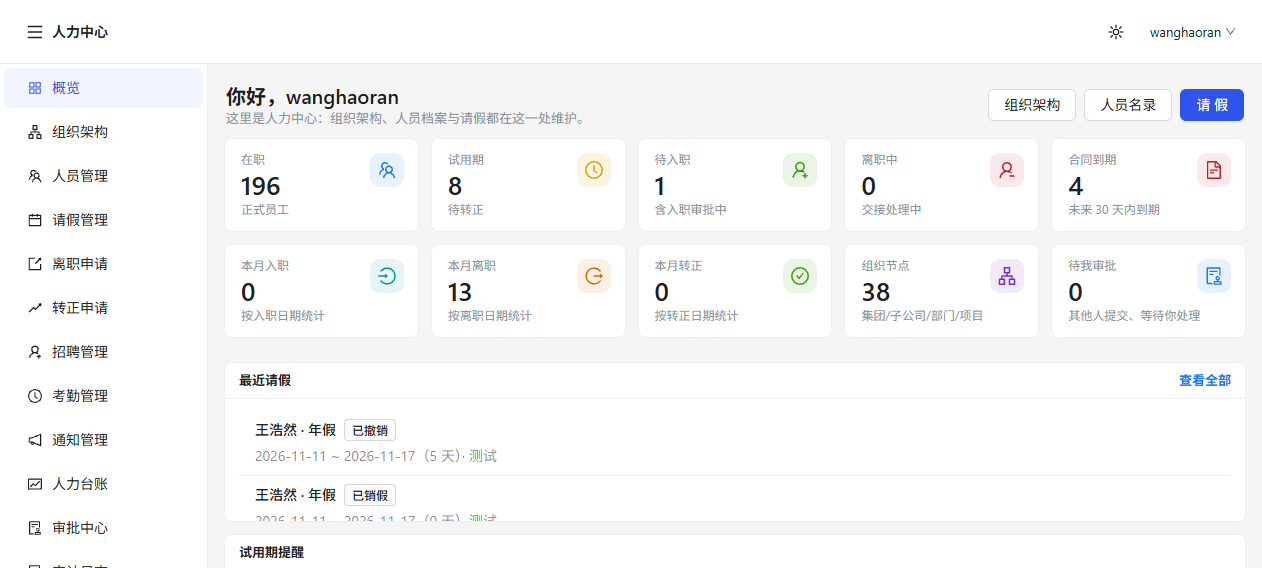 人力中心
wanghaoran
概览
组织架构
人员管理
请假管理
离职申请
转正申请
招聘管理
考勤管理
通知管理
人力台账
审批中心
你好，wanghaoran
这里是人力中心：组织架构、人员档案与请假都在这一处维护。
组织架构 人员名录 请 假
在职
196
正式员工
试用期
8
待转正
待入职
1
含入职审批中
离职中
0
交接处理中
合同到期
4
未来 30 天内到期
本月入职
0
按入职日期统计
本月离职
13
按离职日期统计
本月转正
0
按转正日期统计
组织节点
38
集团/子公司/部门/项目
待我审批
0
其他人提交、等待你处理
最近请假 查看全部
王浩然 · 年假 已撤销
2026-11-11 ~ 2026-11-17（5 天）· 测试
王浩然 · 年假 已销假
2026-11-11 ~ 2026-11-17（0 天）· 测试
试用期提醒